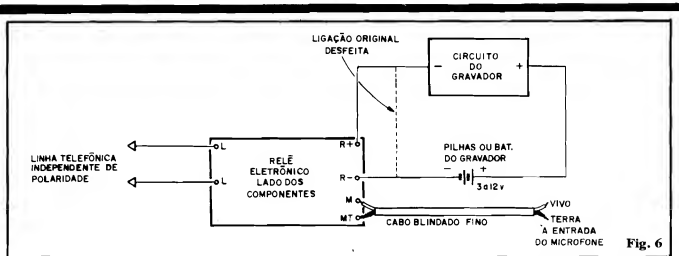 LIGAÇÃO ORIGINAL
DESFEITA
CIRCUITO
DO
GRAVADOR
-
+
LINHA TELEFÔNICA
INDEPENDENTE DE
POLARIDADE
L
L
RELÊ
ELETRÔNICO
LADO DOS
COMPONENTES
R+
R-
M
MT
PILHAS OU BAT.
DO GRAVADOR
- +
3 a 12 v
CABO BLINDADO FINO
VIVO
TERRA
À ENTRADA
DO MICROFONE
Fig. 6